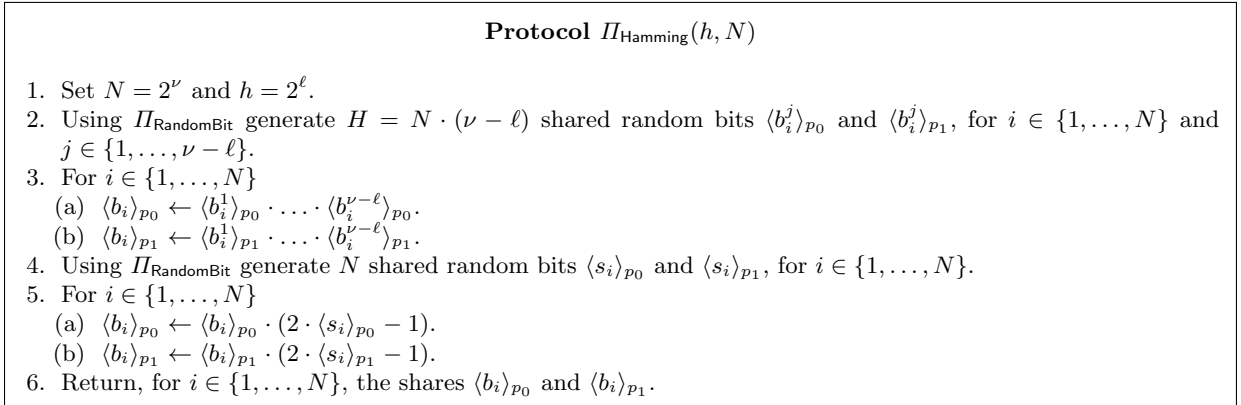 Protocol Π_Hamming(h, N)
1. Set N = 2^ν and h = 2^ℓ.
2. Using Π_RandomBit generate H = N · (ν − ℓ) shared random bits ⟨b_i^j⟩_{p_0} and ⟨b_i^j⟩_{p_1}, for i ∈ {1, . . . , N} and
j ∈ {1, . . . , ν − ℓ}.
3. For i ∈ {1, . . . , N}
(a) ⟨b_i⟩_{p_0} ← ⟨b_i^1⟩_{p_0} · . . . · ⟨b_i^{ν−ℓ}⟩_{p_0}.
(b) ⟨b_i⟩_{p_1} ← ⟨b_i^1⟩_{p_1} · . . . · ⟨b_i^{ν−ℓ}⟩_{p_1}.
4. Using Π_RandomBit generate N shared random bits ⟨s_i⟩_{p_0} and ⟨s_i⟩_{p_1}, for i ∈ {1, . . . , N}.
5. For i ∈ {1, . . . , N}
(a) ⟨b_i⟩_{p_0} ← ⟨b_i⟩_{p_0} · (2 · ⟨s_i⟩_{p_0} − 1).
(b) ⟨b_i⟩_{p_1} ← ⟨b_i⟩_{p_1} · (2 · ⟨s_i⟩_{p_1} − 1).
6. Return, for i ∈ {1, . . . , N}, the shares ⟨b_i⟩_{p_0} and ⟨b_i⟩_{p_1}.